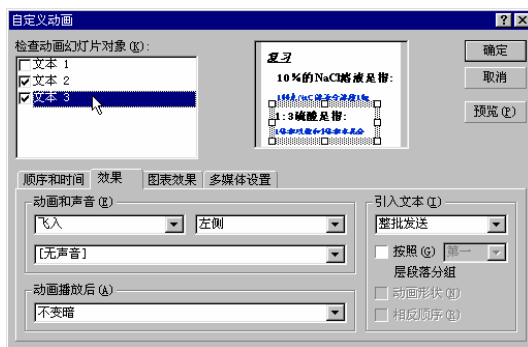 自定义动画
检查动画幻灯片对象(K):
文本 1
文本 2
文本 3
复习
10%的NaCl溶液是指:
1:3硫酸是指:
确定
取消
预览(P)
顺序和时间 效果 图表效果 多媒体设置
动画和声音(E)
飞入 左侧
[无声音]
动画播放后(A)
不变暗
引入文本(I)
整批发送
按照(G) 第一
层段落分组
动画形状(N)
相反顺序(R)